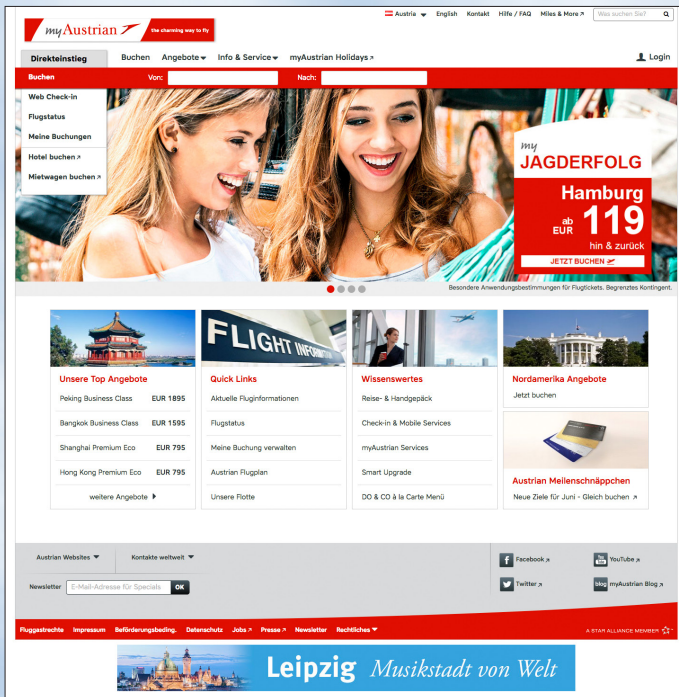 Austria English Kontakt Hilfe / FAQ Miles & More Was suchen Sie?
myAustrian the charming way to fly
Direkteinstieg Buchen Angebote Info & Service myAustrian Holidays Login
Buchen Von: Nach:
Web Check-in
Flugstatus
Meine Buchungen
Hotel buchen
Mietwagen buchen
my
JAGDERFOLG
Hamburg
ab EUR 119
hin & zurück
JETZT BUCHEN
Besondere Anwendungsbestimmungen für Flugtickets. Begrenztes Kontingent.
FLIGHT INFORMATION
Unsere Top Angebote
Peking Business Class EUR 1895
Bangkok Business Class EUR 1595
Shanghai Premium Eco EUR 795
Hong Kong Premium Eco EUR 795
weitere Angebote
Quick Links
Aktuelle Fluginformationen
Flugstatus
Meine Buchung verwalten
Austrian Flugplan
Unsere Flotte
Wissenswertes
Reise- & Handgepäck
Check-in & Mobile Services
myAustrian Services
Smart Upgrade
DO & CO à la Carte Menü
Nordamerika Angebote
Jetzt buchen
Austrian Meilenschnäppchen
Neue Ziele für Juni - Gleich buchen
Austrian Websites Kontakte weltweit
Newsletter E-Mail-Adresse für Specials OK
Facebook You Tube YouTube
Twitter blog myAustrian Blog
Fluggastrechte Impressum Beförderungsbeding. Datenschutz Jobs Presse Newsletter Rechtliches
A STAR ALLIANCE MEMBER
Leipzig Musikstadt von Welt